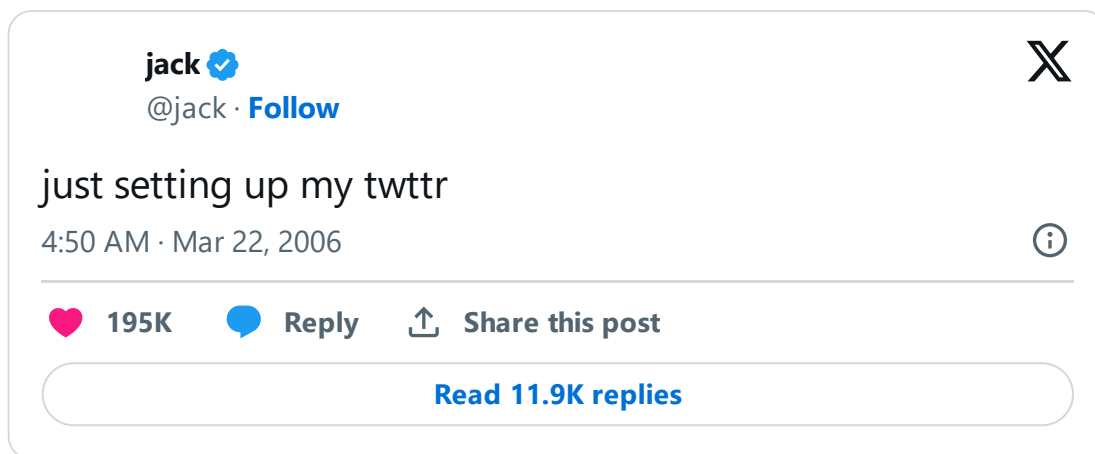 jack
@jack · Follow
just setting up my twttr
4:50 AM · Mar 22, 2006
195K Reply Share this post
Read 11.9K replies